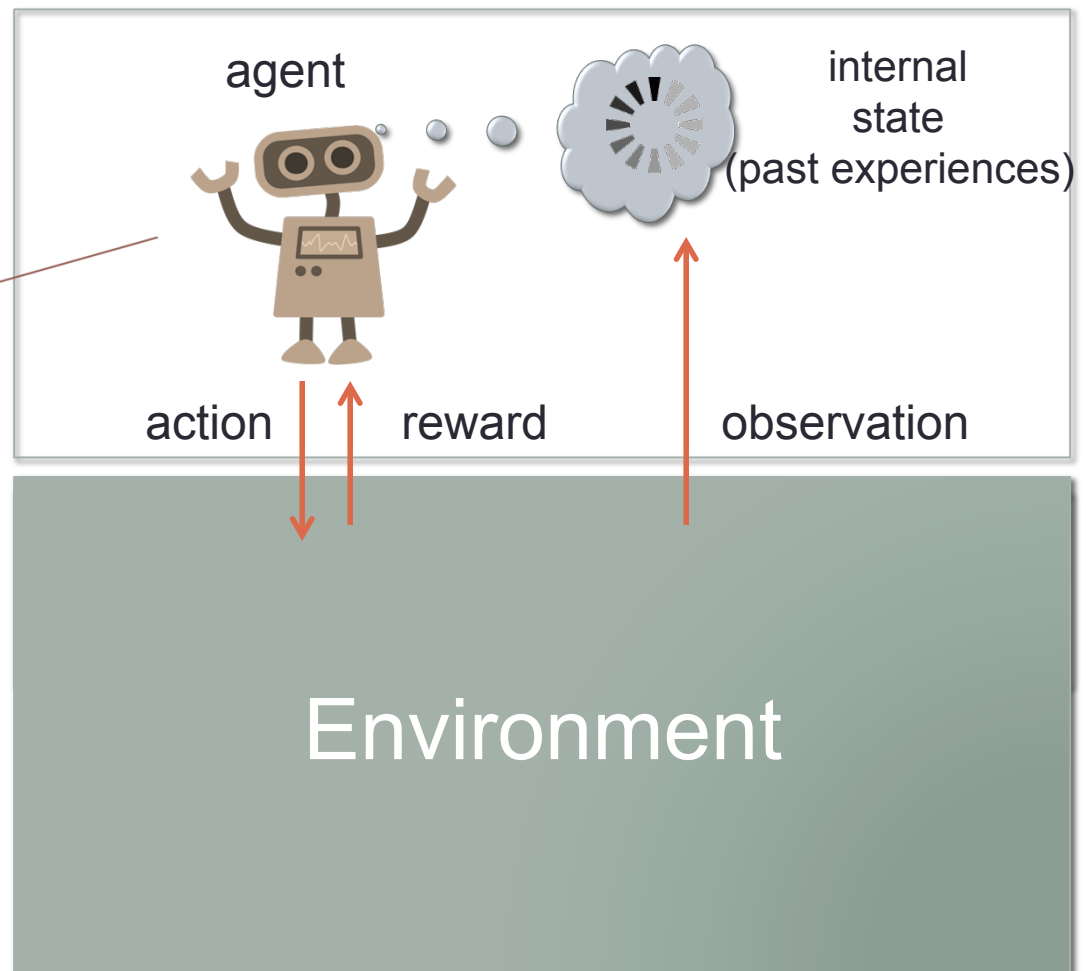 agent
internal
state
(past experiences)
action
reward
observation
Environment